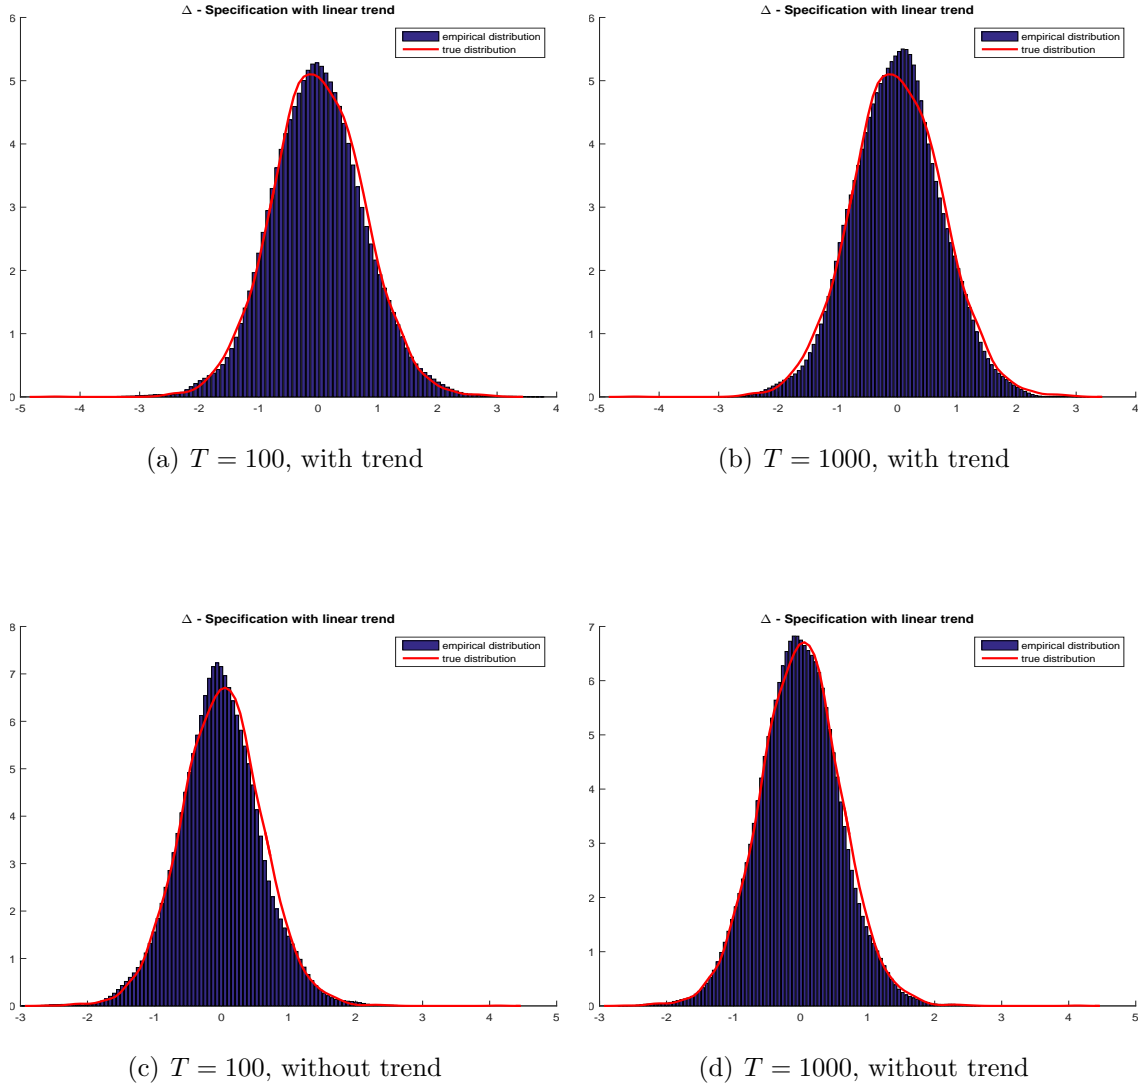 Δ - Specification with linear trend
empirical distribution
true distribution
6
5
4
3
2
1
0
-5 -4 -3 -2 -1 0 1 2 3 4
(a) T = 100, with trend
Δ - Specification with linear trend
empirical distribution
true distribution
6
5
4
3
2
1
0
-5 -4 -3 -2 -1 0 1 2 3 4
(b) T = 1000, with trend
Δ - Specification with linear trend
empirical distribution
true distribution
8
7
6
5
4
3
2
1
0
-3 -2 -1 0 1 2 3 4 5
(c) T = 100, without trend
Δ - Specification with linear trend
empirical distribution
true distribution
7
6
5
4
3
2
1
0
-3 -2 -1 0 1 2 3 4 5
(d) T = 1000, without trend